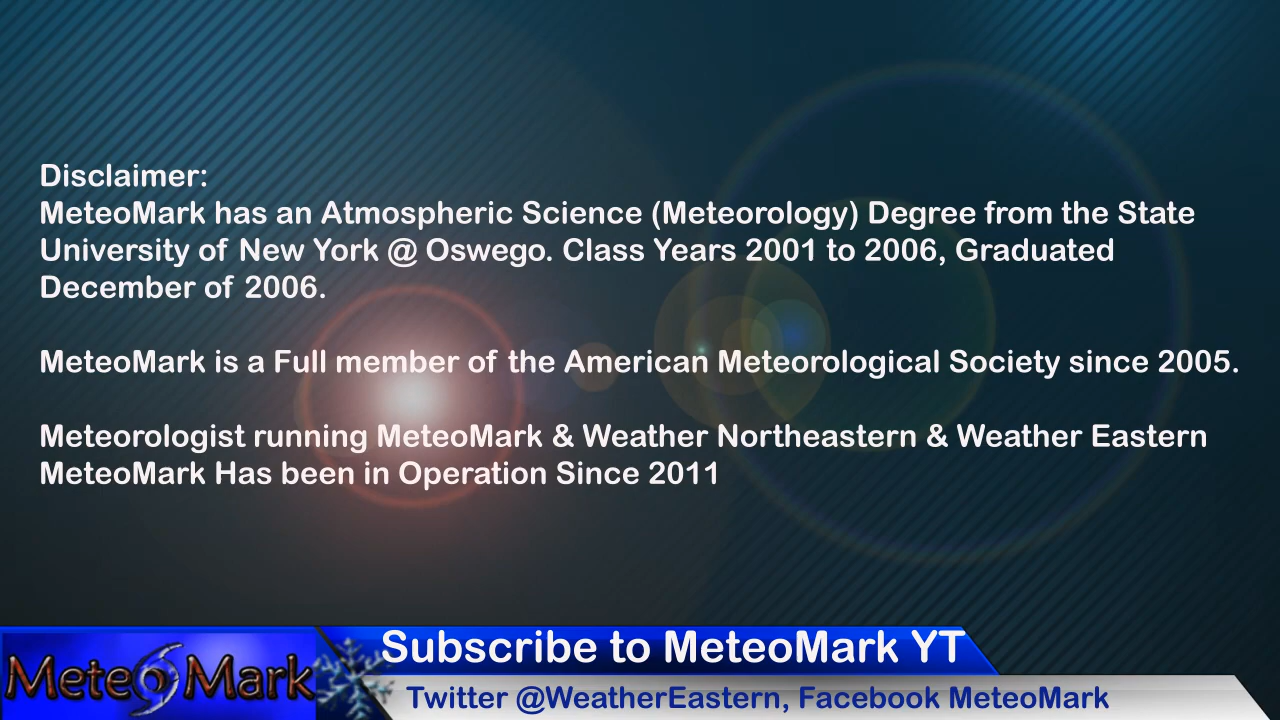 Disclaimer:
MeteoMark has an Atmospheric Science (Meteorology) Degree from the State
University of New York @ Oswego. Class Years 2001 to 2006, Graduated
December of 2006.
MeteoMark is a Full member of the American Meteorological Society since 2005.
Meteorologist running MeteoMark & Weather Northeastern & Weather Eastern
MeteoMark Has been in Operation Since 2011
Subscribe to MeteoMark YT
MeteoMark
Twitter @WeatherEastern, Facebook MeteoMark